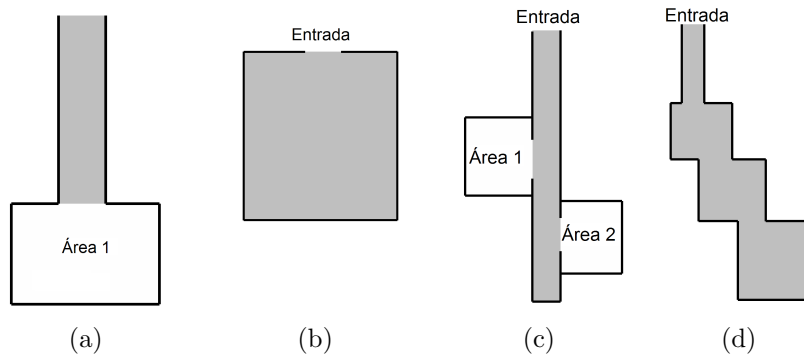 Entrada
Entrada
Entrada
Área 1
Área 2
Área 1
(a)
(b)
(c)
(d)